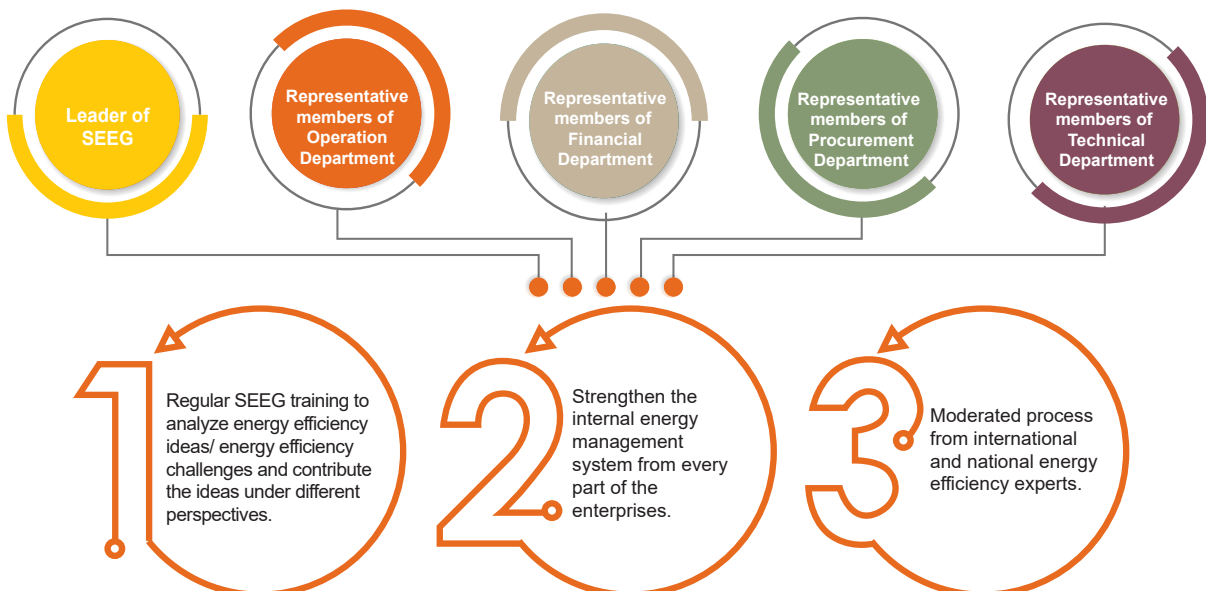 Leader of
SEEG
Representative
members of
Operation
Department
Representative
members of
Financial
Department
Representative
members of
Procurement
Department
Representative
members of
Technical
Department
1
Regular SEEG training to
analyze energy efficiency
ideas/ energy efficiency
challenges and contribute
the ideas under different
perspectives.
2
Strengthen the
internal energy
management
system from every
part of the
enterprises.
3
Moderated process
from international
and national energy
efficiency experts.